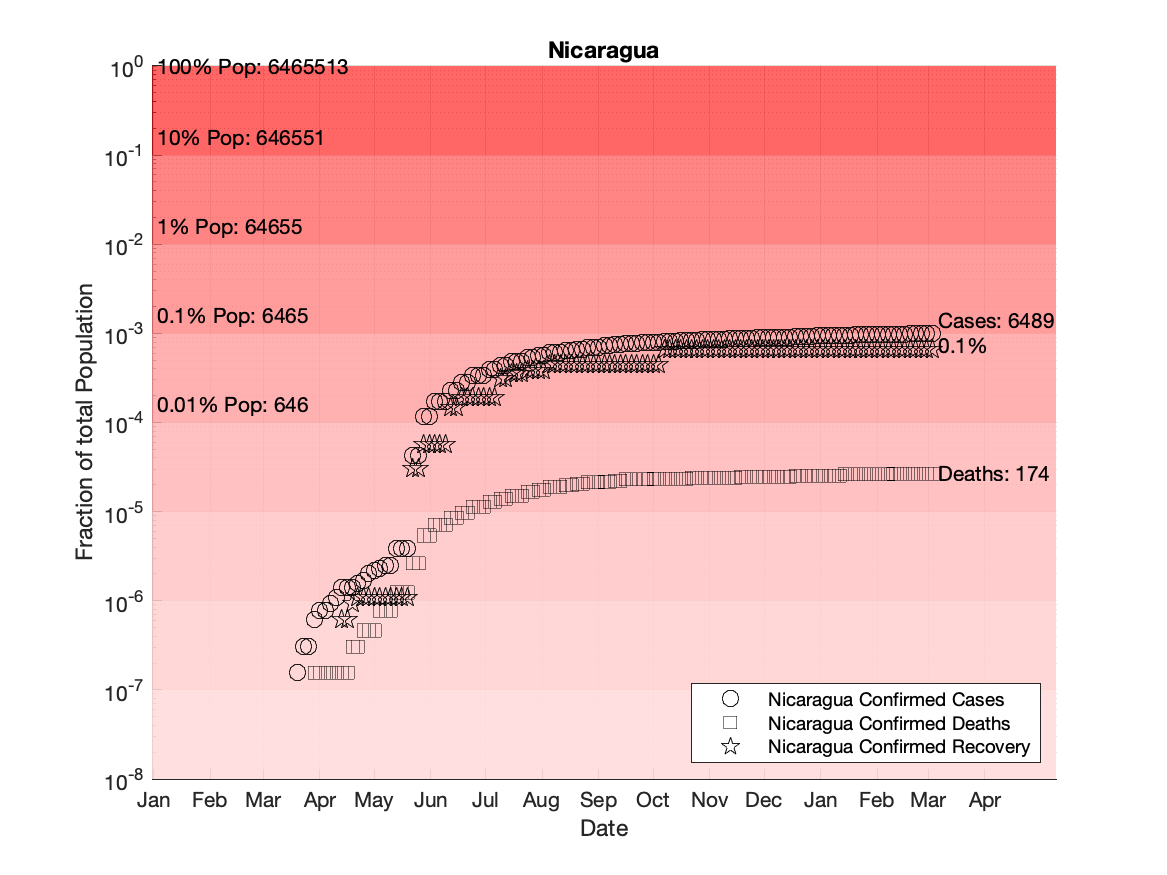 Nicaragua
10^0
100% Pop: 6465513
10% Pop: 646551
10^-1
1% Pop: 64655
10^-2
0.1% Pop: 6465
Cases: 6489
10^-3
0.1%
0.01% Pop: 646
10^-4
Deaths: 174
10^-5
10^-6
10^-7
10^-8
Fraction of total Population
Nicaragua Confirmed Cases
Nicaragua Confirmed Deaths
Nicaragua Confirmed Recovery
Jan Feb Mar Apr May Jun Jul Aug Sep Oct Nov Dec Jan Feb Mar Apr
Date